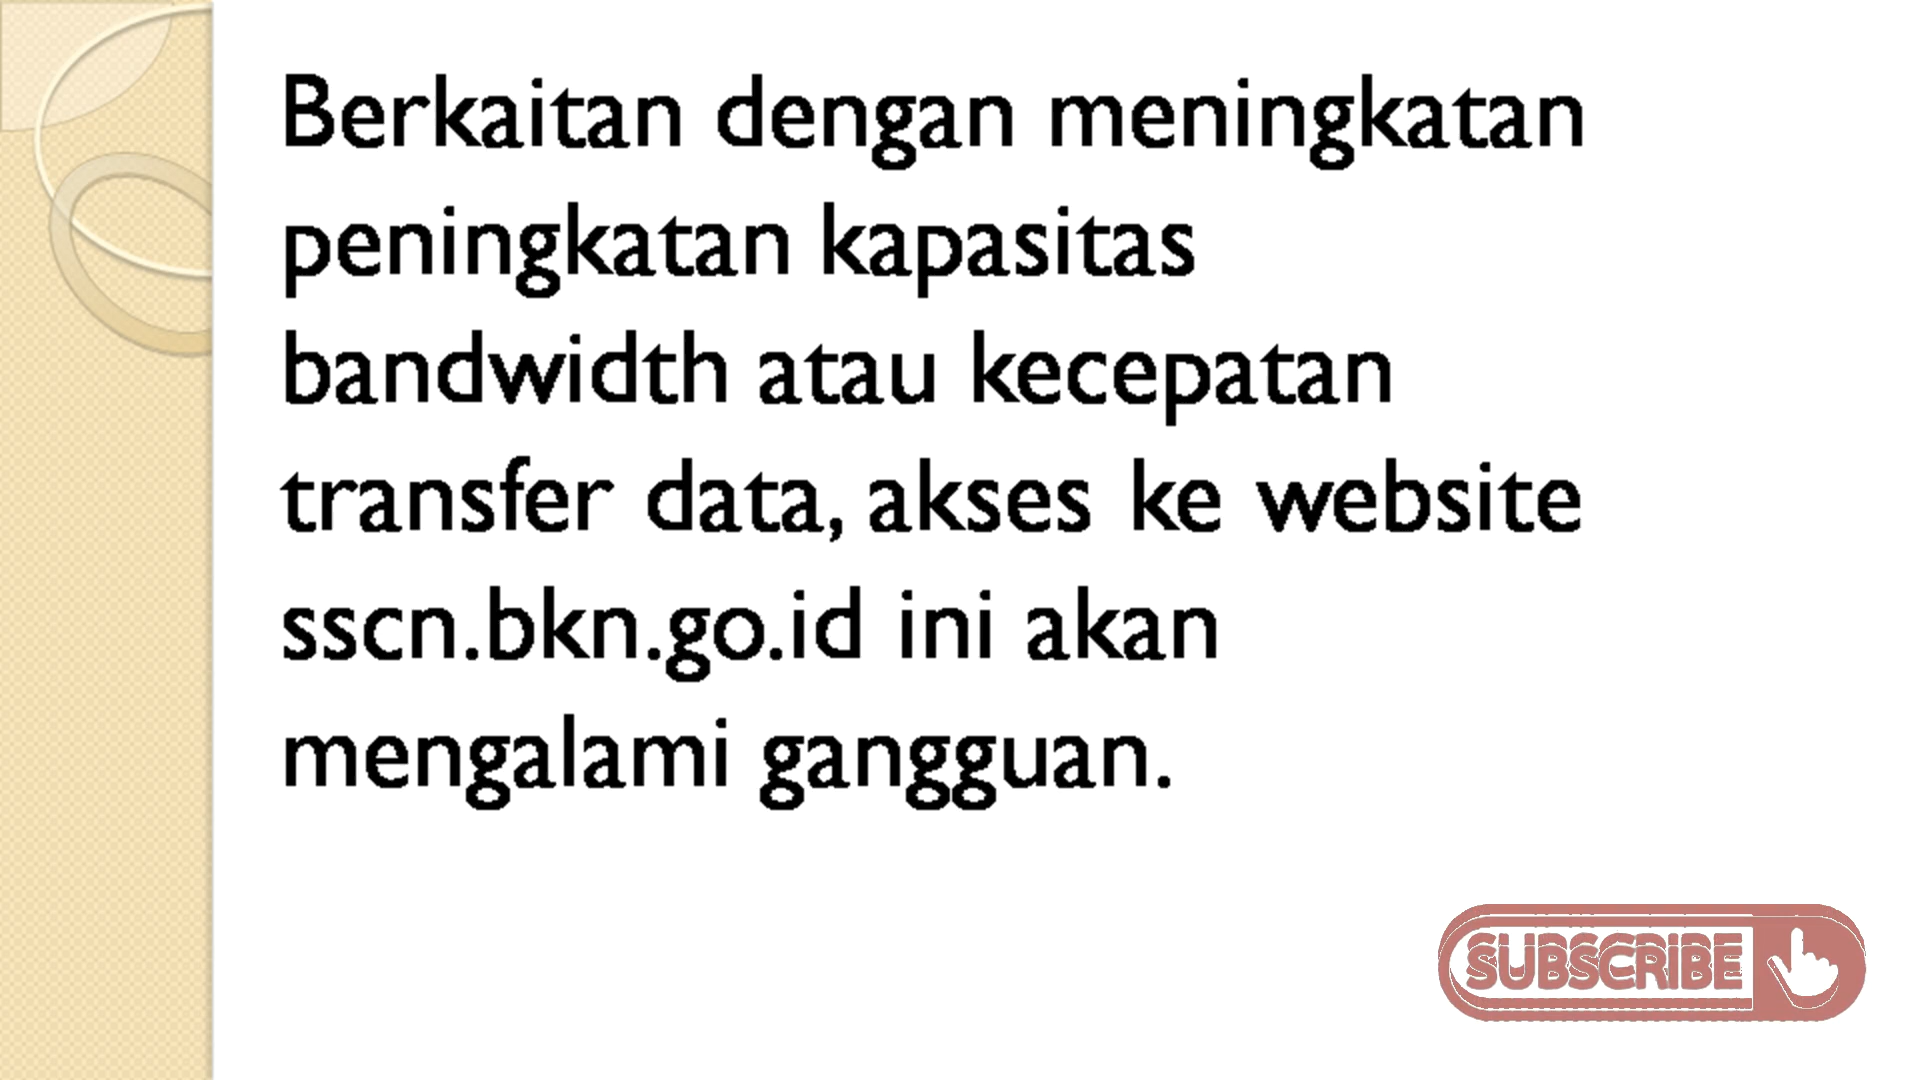 Berkaitan dengan meningkatan
peningkatan kapasitas
bandwidth atau kecepatan
transfer data, akses ke website
sscn.bkn.go.id ini akan
mengalami gangguan.
SUBSCRIBE